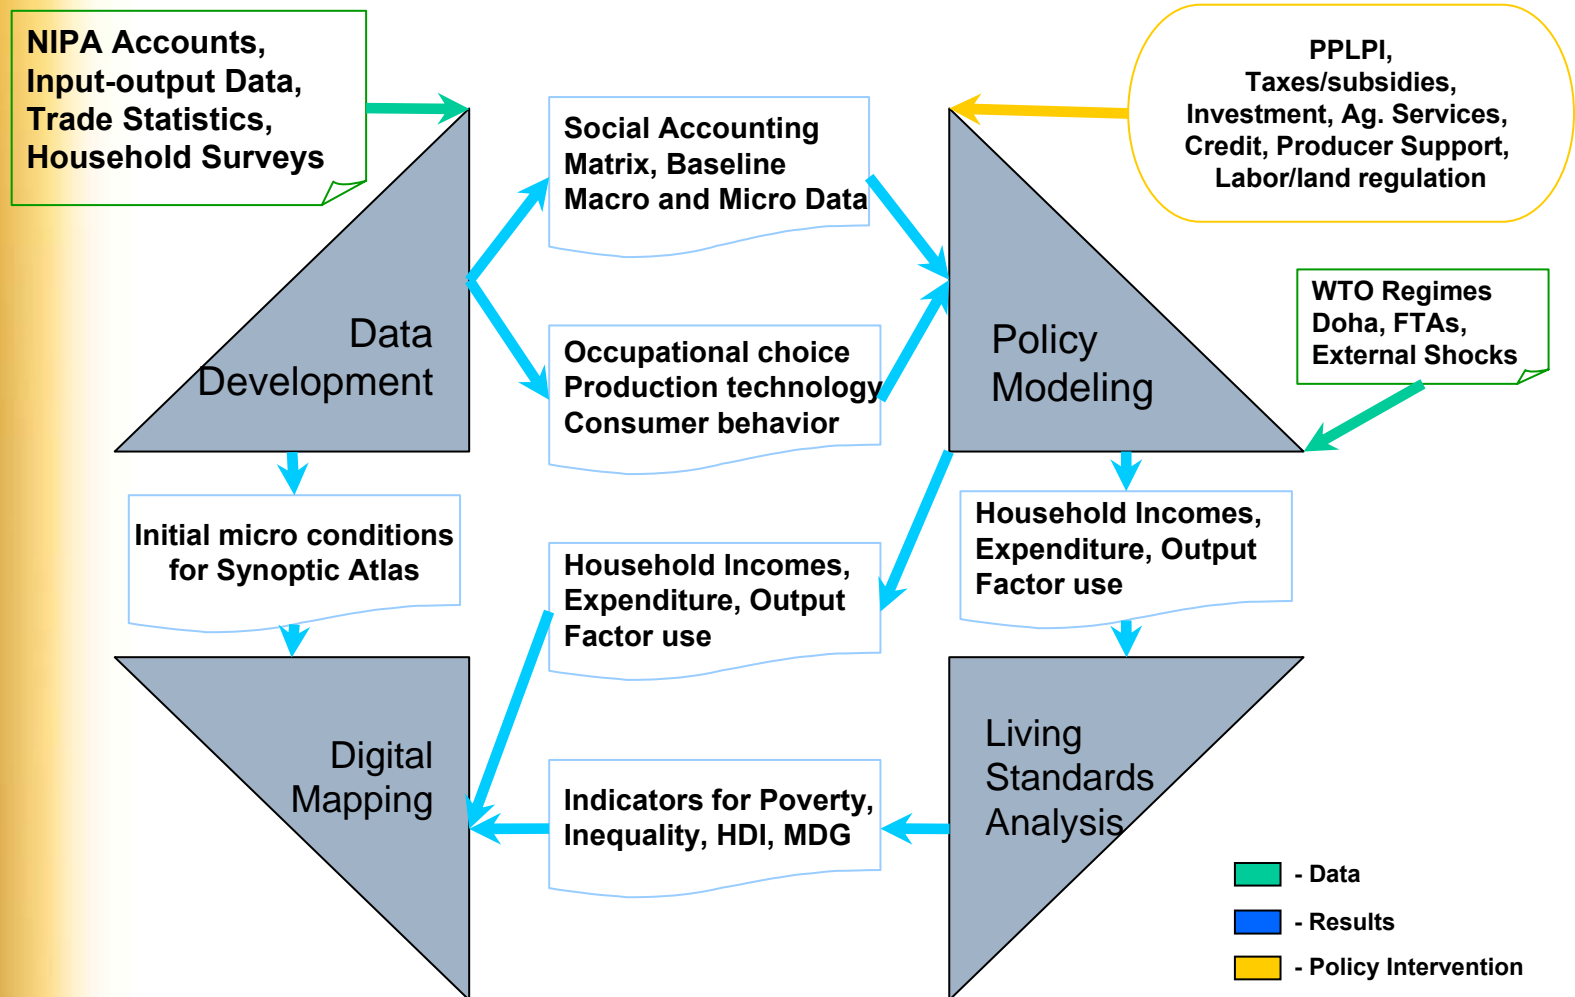 NIPA Accounts,
Input-output Data,
Trade Statistics,
Household Surveys
PPLPI,
Taxes/subsidies,
Investment, Ag. Services,
Credit, Producer Support,
Labor/land regulation
Social Accounting
Matrix, Baseline
Macro and Micro Data
WTO Regimes
Doha, FTAs,
External Shocks
Data
Development
Occupational choice
Production technology
Consumer behavior
Policy
Modeling
Initial micro conditions
for Synoptic Atlas
Household Incomes,
Expenditure, Output
Factor use
Household Incomes,
Expenditure, Output
Factor use
Digital
Mapping
Indicators for Poverty,
Inequality, HDI, MDG
Living
Standards
Analysis
- Data
- Results
- Policy Intervention